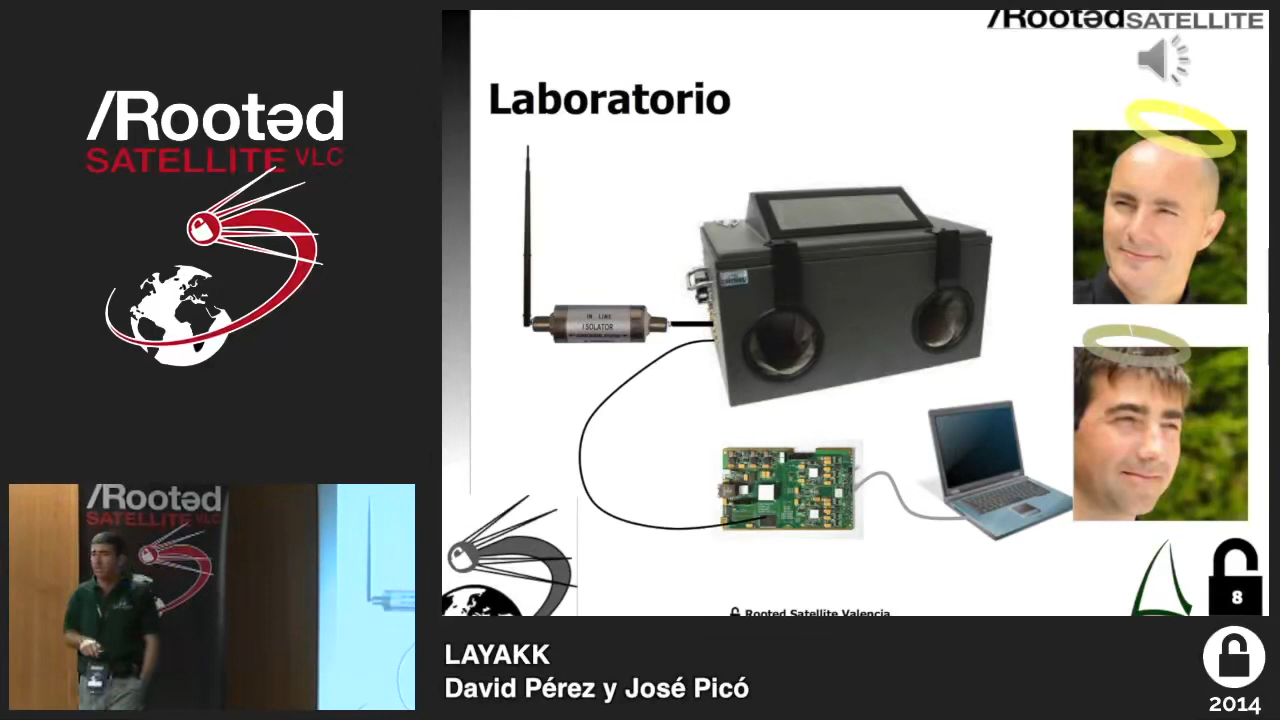 /Rootəd
SATELLITE VLC
/RootədSATELLITE
Laboratorio
IN LINE
ISOLATOR
8
Rooted Satellite Valencia
/Rootəd
SATELLITE VLC
LAYAKK
David Pérez y José Picó
2014